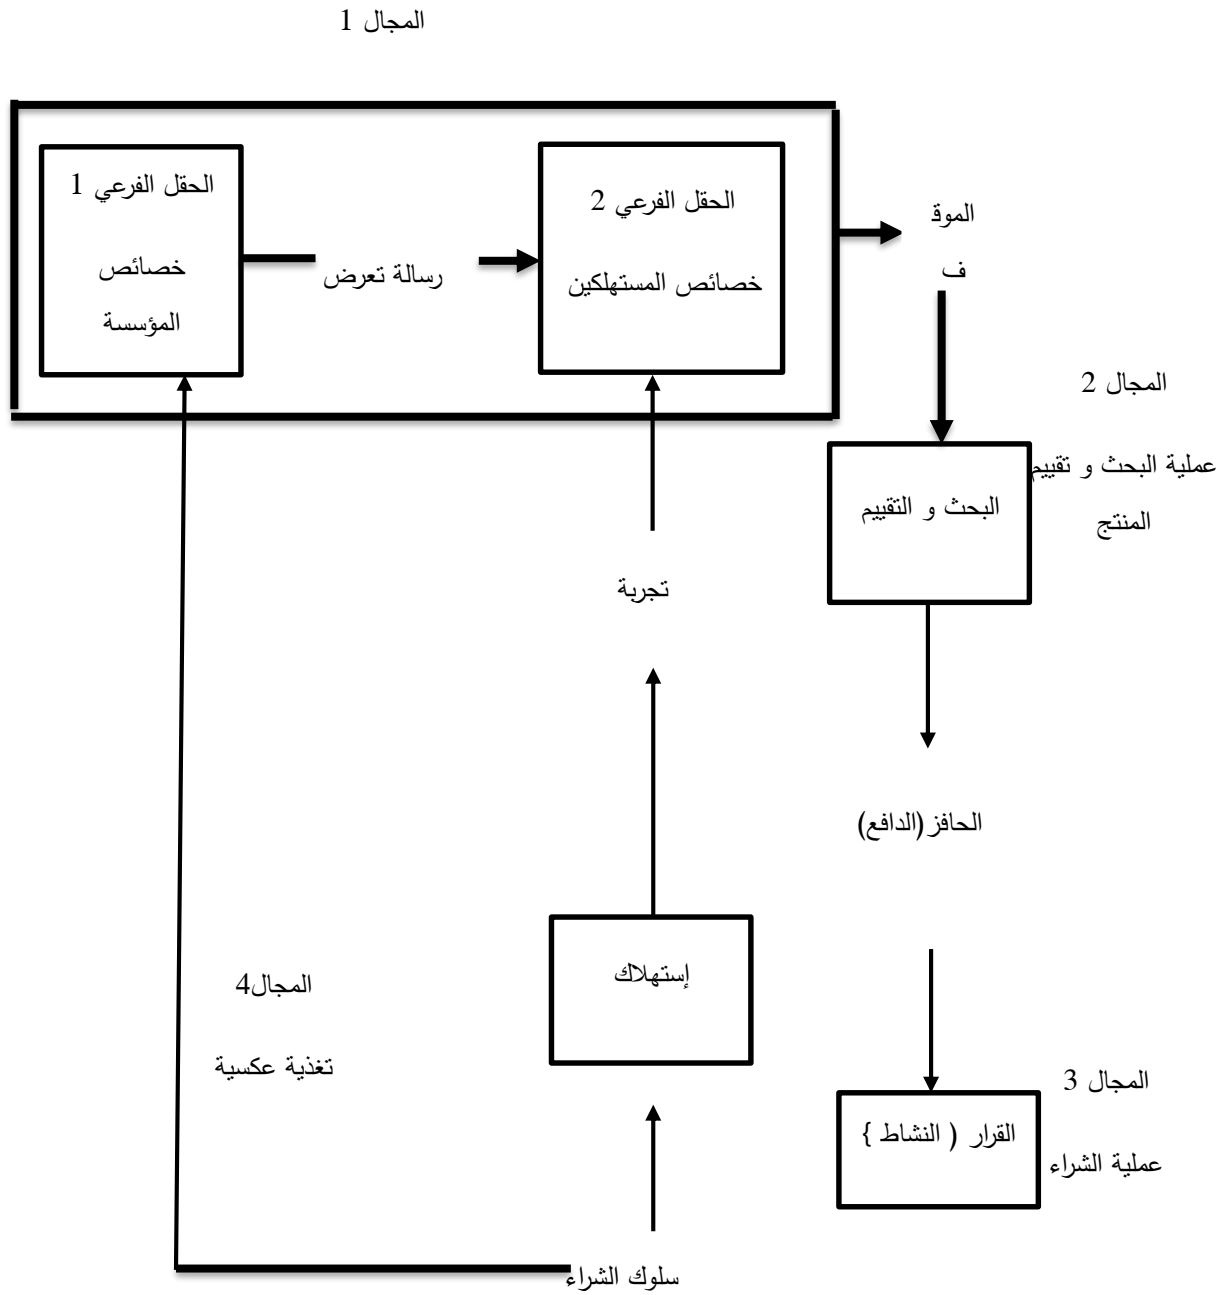 المجال 1
الحقل الفرعي 1
خصائص
المؤسسة
رسالة تعرض
الحقل الفرعي 2
خصائص المستهلكين
الموق
ف
المجال 2
عملية البحث و تقييم
المنتج
البحث و التقييم
تجربة
الحافز(الدافع)
إستهلاك
المجال4
تغذية عكسية
المجال 3
عملية الشراء
القرار ( النشاط }
سلوك الشراء